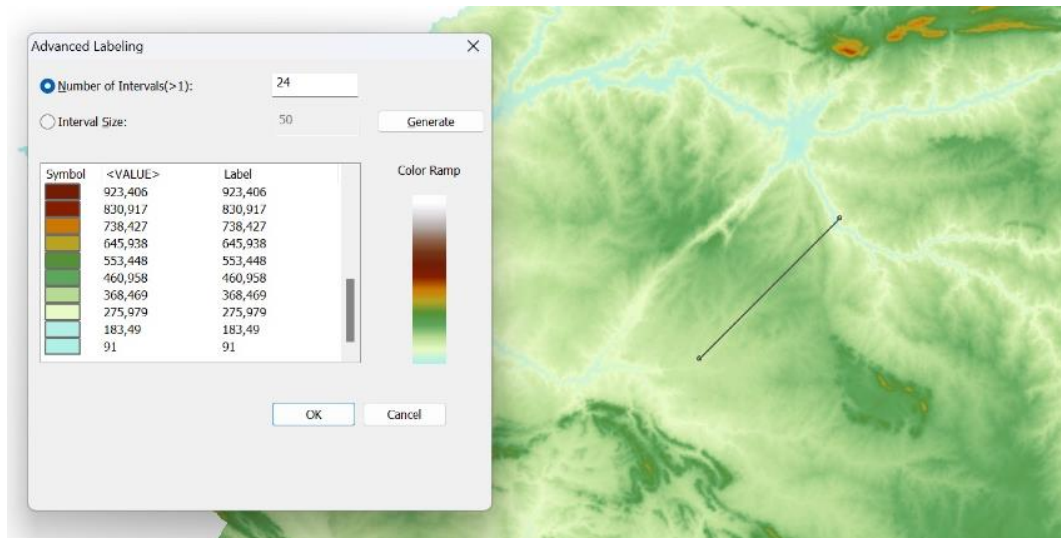 Advanced Labeling
Number of Intervals(>1): 24
Interval Size: 50 Generate
Symbol <VALUE> Label Color Ramp
923,406 923,406
830,917 830,917
738,427 738,427
645,938 645,938
553,448 553,448
460,958 460,958
368,469 368,469
275,979 275,979
183,49 183,49
91 91
OK Cancel